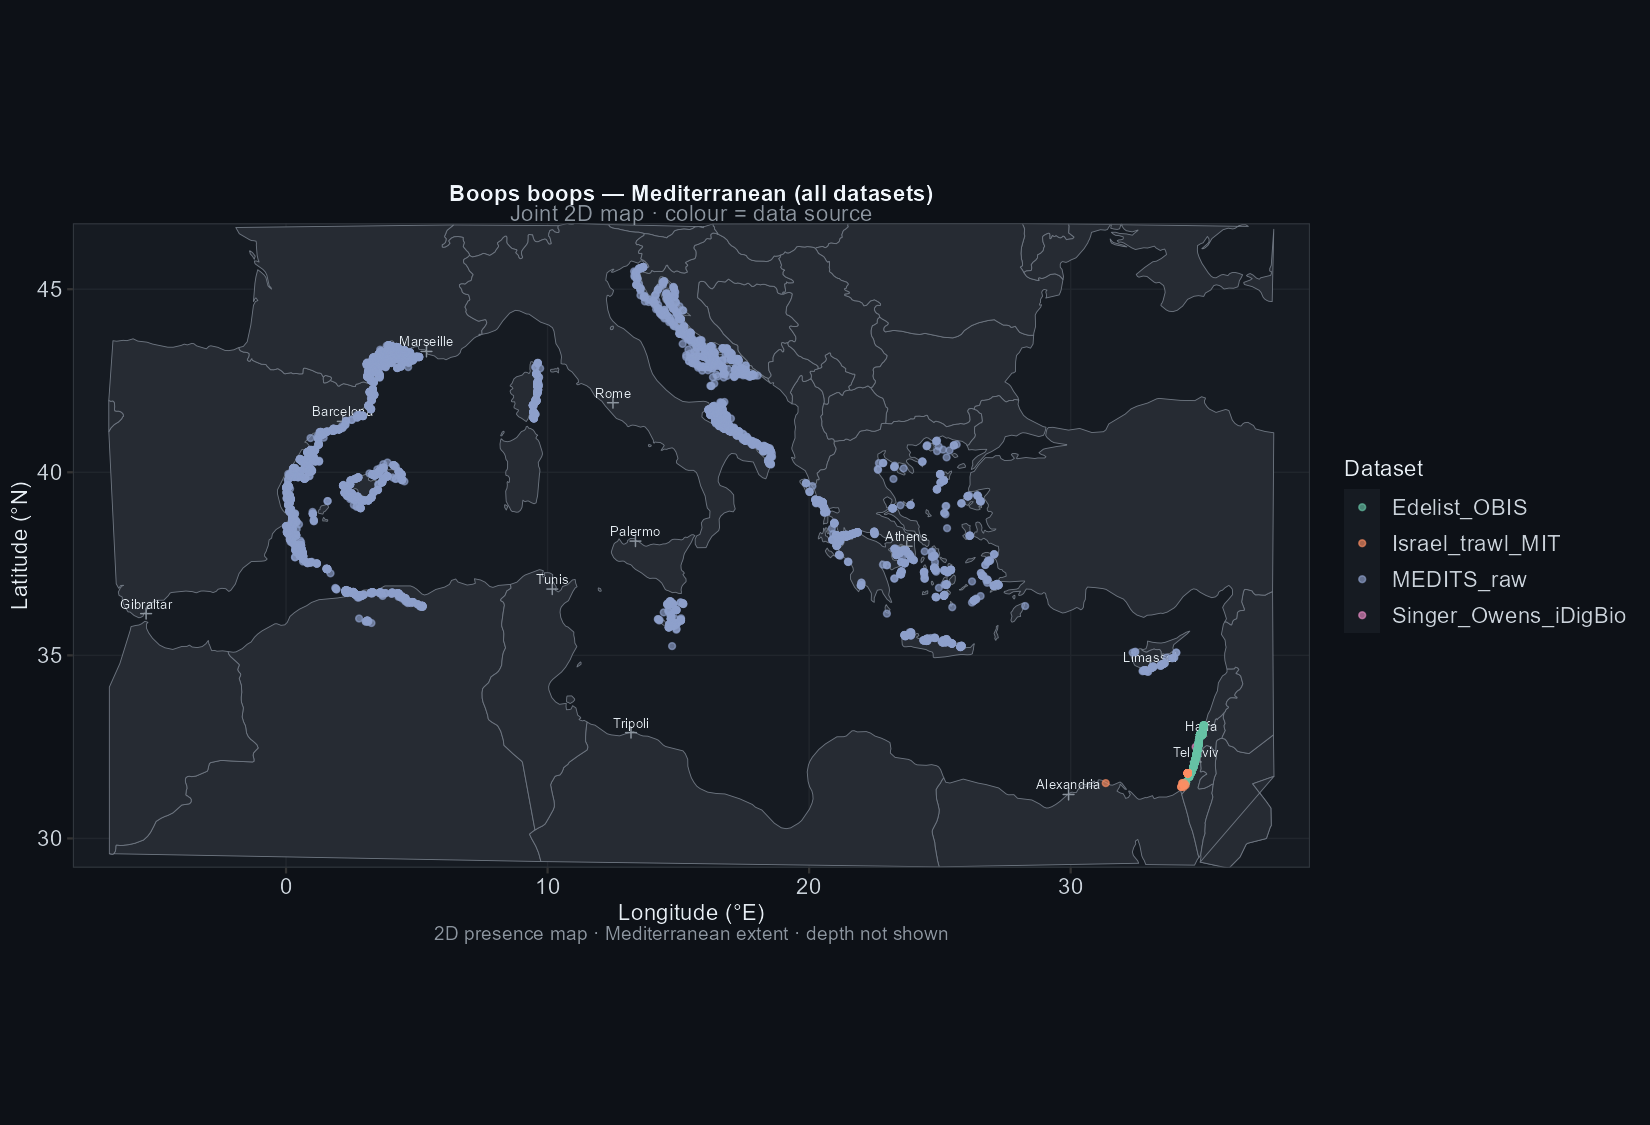 Boops boops — Mediterranean (all datasets)
Joint 2D map · colour = data source
45
40
35
30
Latitude (°N)
Marseille
Barcelona
Rome
Palermo
Athens
Tunis
Gibraltar
Limassol
Tripoli
Haifa
Tel Aviv
Alexandria
0 10 20 30
Longitude (°E)
2D presence map · Mediterranean extent · depth not shown
Dataset
Edelist_OBIS
Israel_trawl_MIT
MEDITS_raw
Singer_Owens_iDigBio